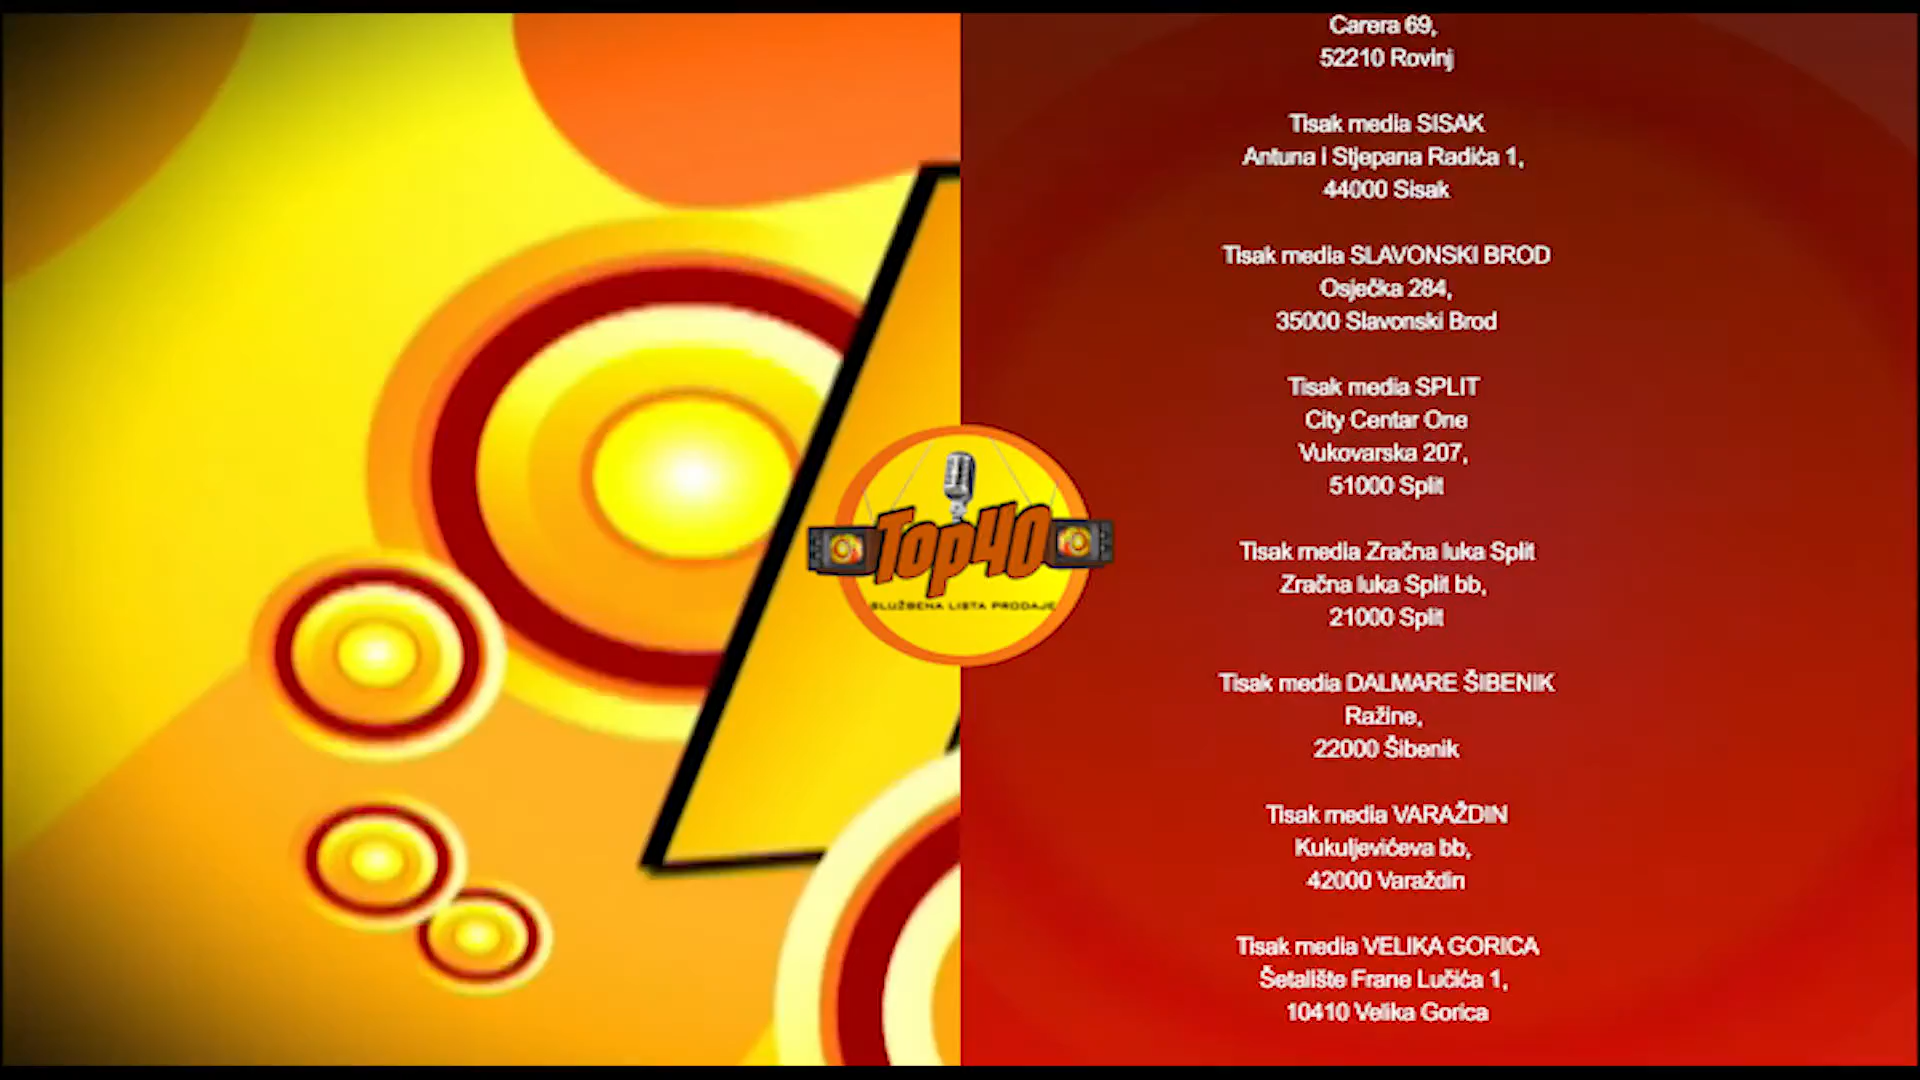 Carera 69,
52210 Rovinj
Tisak media SISAK
Antuna i Stjepana Radića 1,
44000 Sisak
Tisak media SLAVONSKI BROD
Osječka 284,
35000 Slavonski Brod
Tisak media SPLIT
City Centar One
Vukovarska 207,
51000 Split
Tisak media Zračna luka Split
Zračna luka Split bb,
21000 Split
Tisak media DALMARE ŠIBENIK
Ražine,
22000 Šibenik
Tisak media VARAŽDIN
Kukuljevićeva bb,
42000 Varaždin
Tisak media VELIKA GORICA
Šetalište Frane Lučića 1,
10410 Velika Gorica
Top40
SLUŽBENA LISTA PRODAJE